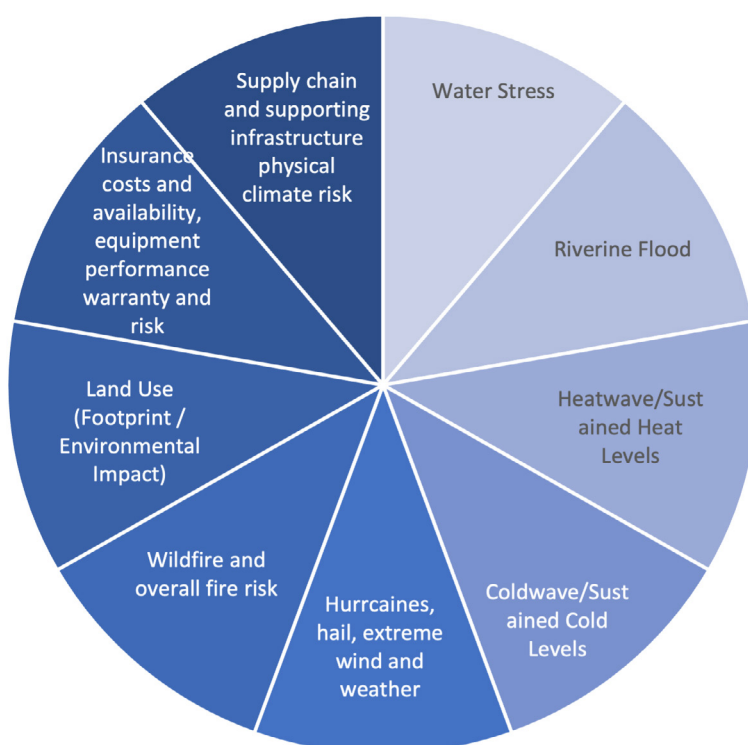 Water Stress
Riverine Flood
Heatwave/Sust
ained Heat
Levels
Coldwave/Sust
ained Cold
Levels
Hurrcaines,
hail, extreme
wind and
weather
Wildfire and
overall fire risk
Land Use
(Footprint /
Environmental
Impact)
Insurance
costs and
availability,
equipment
performance
warranty and
risk
Supply chain
and supporting
infrastructure
physical
climate risk